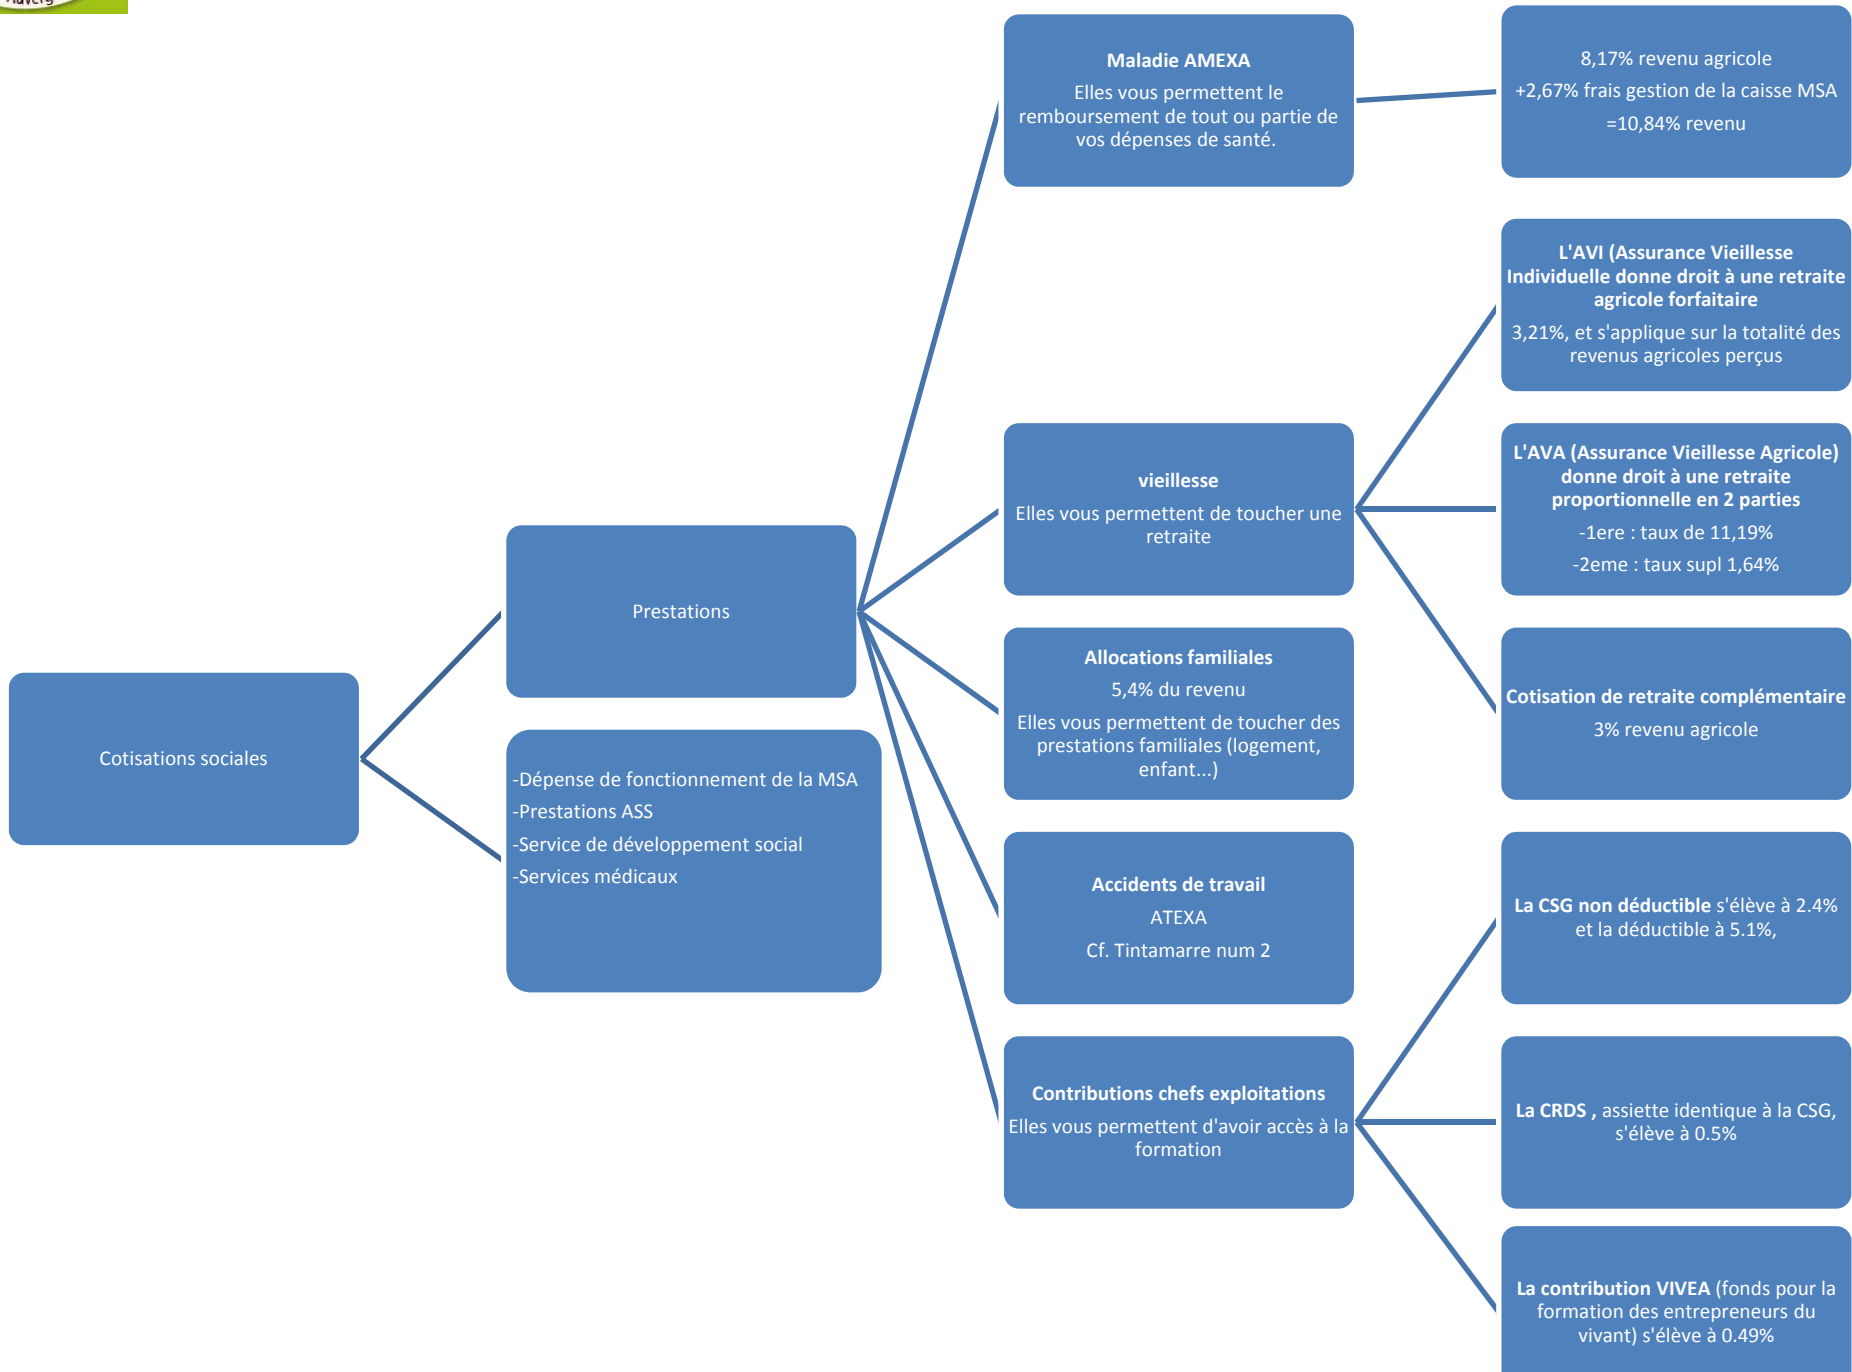 Cotisations sociales
Prestations
-Dépense de fonctionnement de la MSA
-Prestations ASS
-Service de développement social
-Services médicaux
Maladie AMEXA
Elles vous permettent le
remboursement de tout ou partie de
vos dépenses de santé.
8,17% revenu agricole
+2,67% frais gestion de la caisse MSA
=10,84% revenu
vieillesse
Elles vous permettent de toucher une
retraite
L'AVI (Assurance Vieillesse
Individuelle donne droit à une retraite
agricole forfaitaire
3,21%, et s'applique sur la totalité des
revenus agricoles perçus
L'AVA (Assurance Vieillesse Agricole)
donne droit à une retraite
proportionnelle en 2 parties
-1ere : taux de 11,19%
-2eme : taux supl 1,64%
Cotisation de retraite complémentaire
3% revenu agricole
Allocations familiales
5,4% du revenu
Elles vous permettent de toucher des
prestations familiales (logement,
enfant...)
Accidents de travail
ATEXA
Cf. Tintamarre num 2
Contributions chefs exploitations
Elles vous permettent d'avoir accès à la
formation
La CSG non déductible s'élève à 2.4%
et la déductible à 5.1%,
La CRDS , assiette identique à la CSG,
s'élève à 0.5%
La contribution VIVEA (fonds pour la
formation des entrepreneurs du
vivant) s'élève à 0.49%